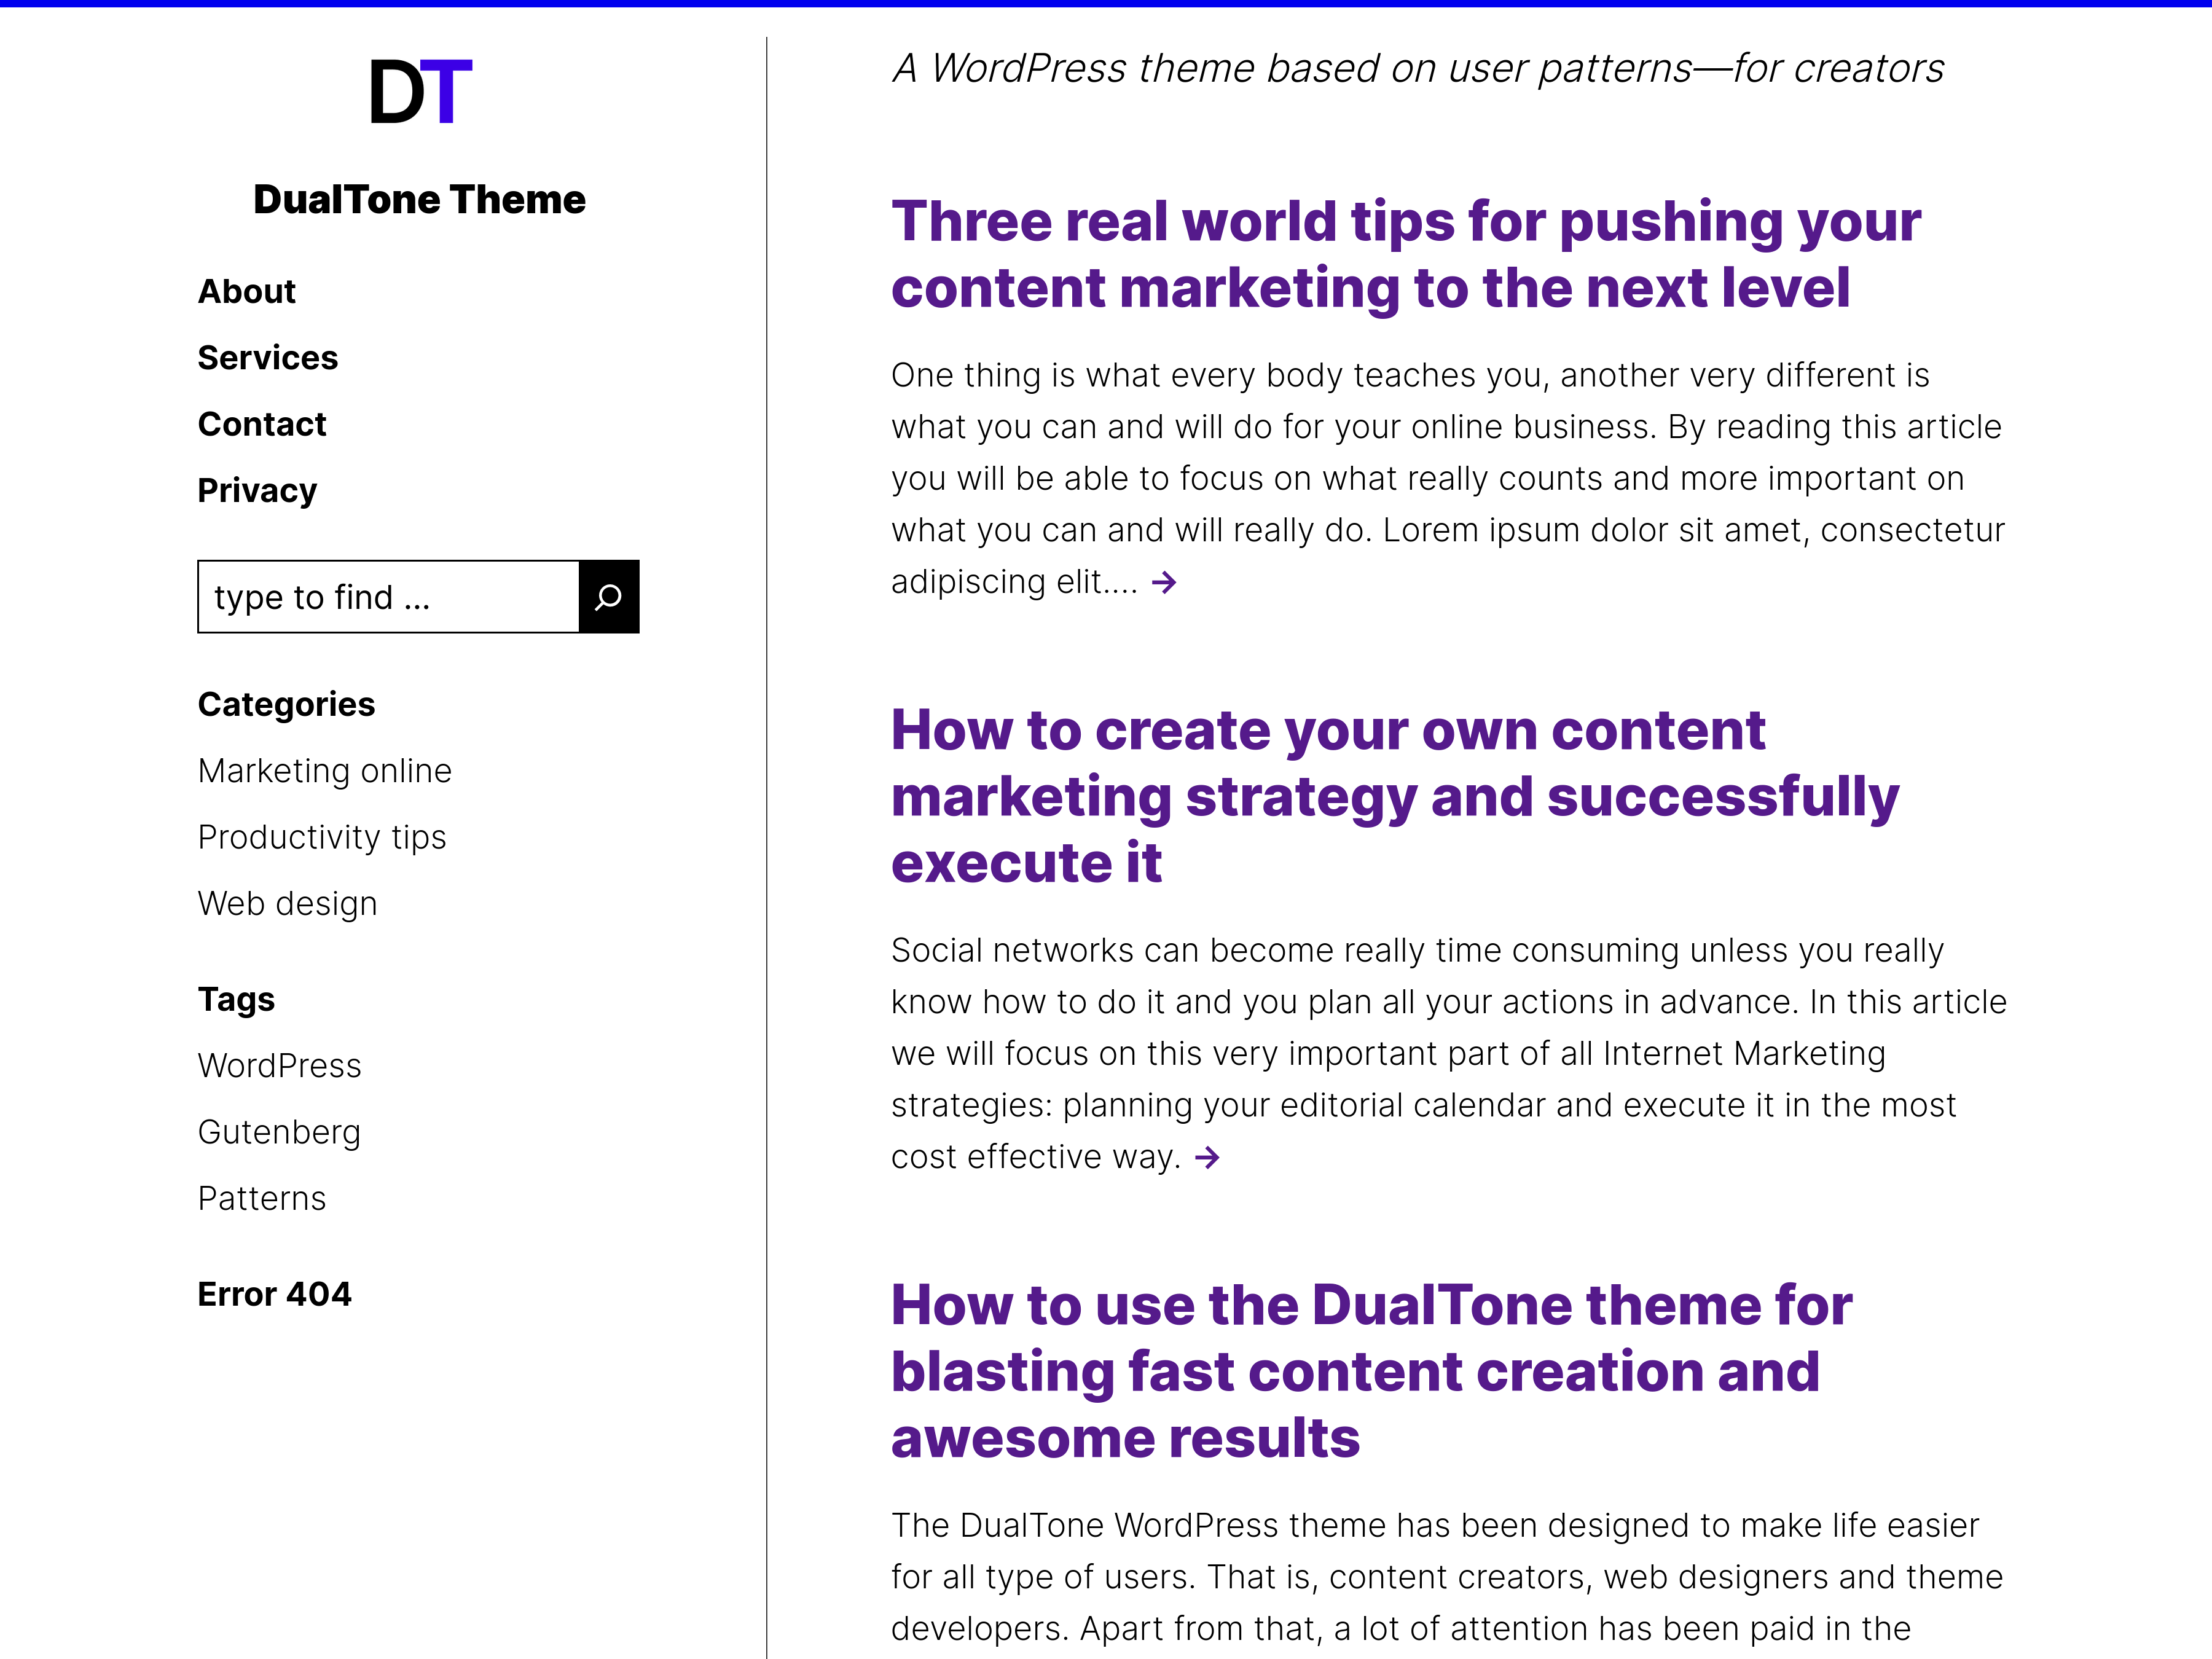 DT
DualTone Theme
About
Services
Contact
Privacy
type to find ...
Categories
Marketing online
Productivity tips
Web design
Tags
WordPress
Gutenberg
Patterns
Error 404
A WordPress theme based on user patterns—for creators
Three real world tips for pushing your
content marketing to the next level
One thing is what every body teaches you, another very different is
what you can and will do for your online business. By reading this article
you will be able to focus on what really counts and more important on
what you can and will really do. Lorem ipsum dolor sit amet, consectetur
adipiscing elit.... →
How to create your own content
marketing strategy and successfully
execute it
Social networks can become really time consuming unless you really
know how to do it and you plan all your actions in advance. In this article
we will focus on this very important part of all Internet Marketing
strategies: planning your editorial calendar and execute it in the most
cost effective way. →
How to use the DualTone theme for
blasting fast content creation and
awesome results
The DualTone WordPress theme has been designed to make life easier
for all type of users. That is, content creators, web designers and theme
developers. Apart from that, a lot of attention has been paid in the